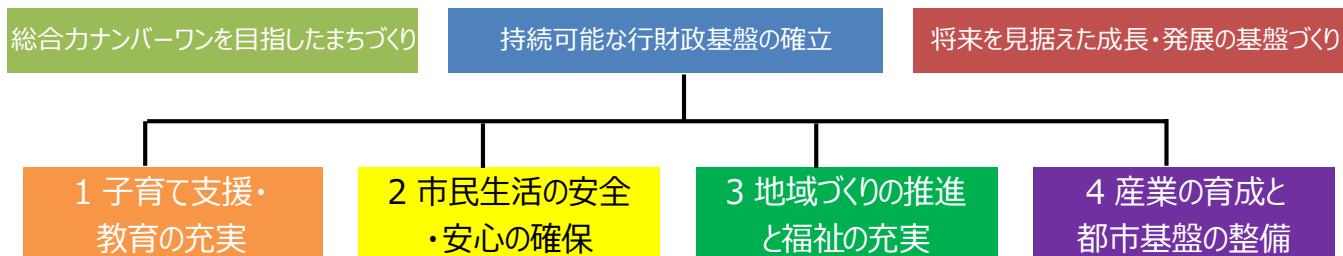 総合力ナンバーワンを目指したまちづくり
持続可能な行財政基盤の確立
将来を見据えた成長・発展の基盤づくり
1 子育て支援・
教育の充実
2 市民生活の安全
・安心の確保
3 地域づくりの推進
と福祉の充実
4 産業の育成と
都市基盤の整備